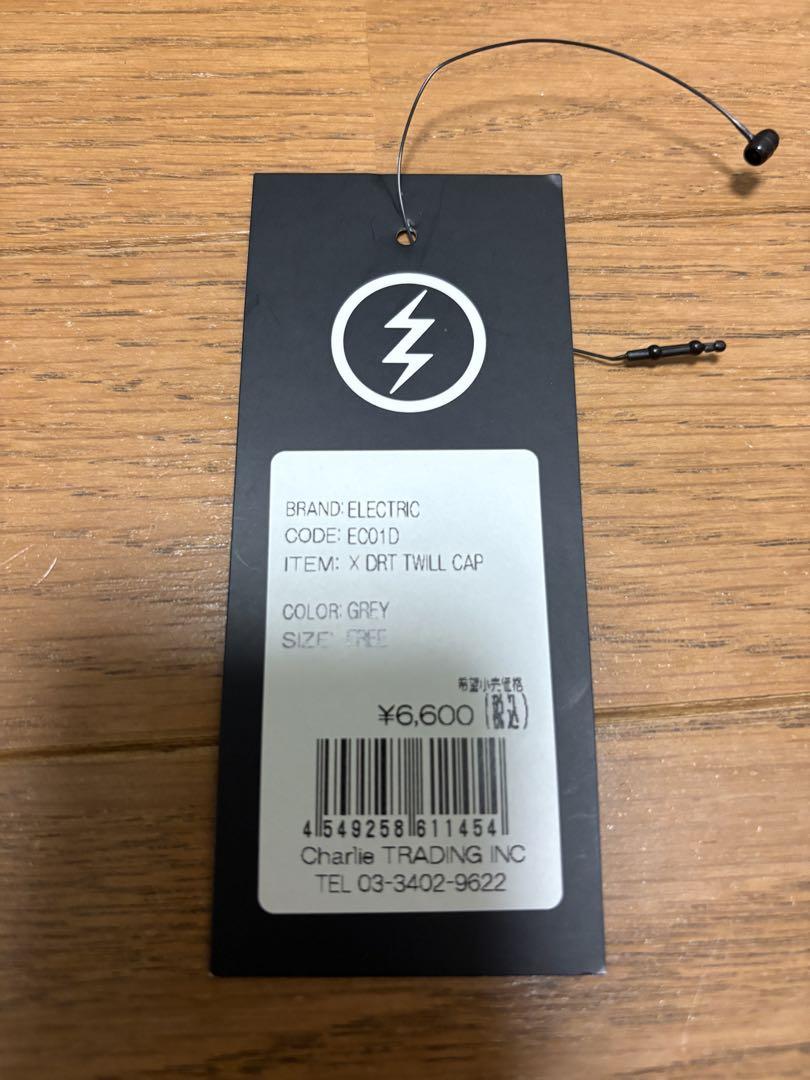 BRAND: ELECTRIC
CODE: EC01D
ITEM: X DRT TWILL CAP
COLOR: GREY
SIZE: FREE
希望小売価格
¥6,600 (税込)
4 549258 611454
Charlie TRADING INC
TEL 03-3402-9622